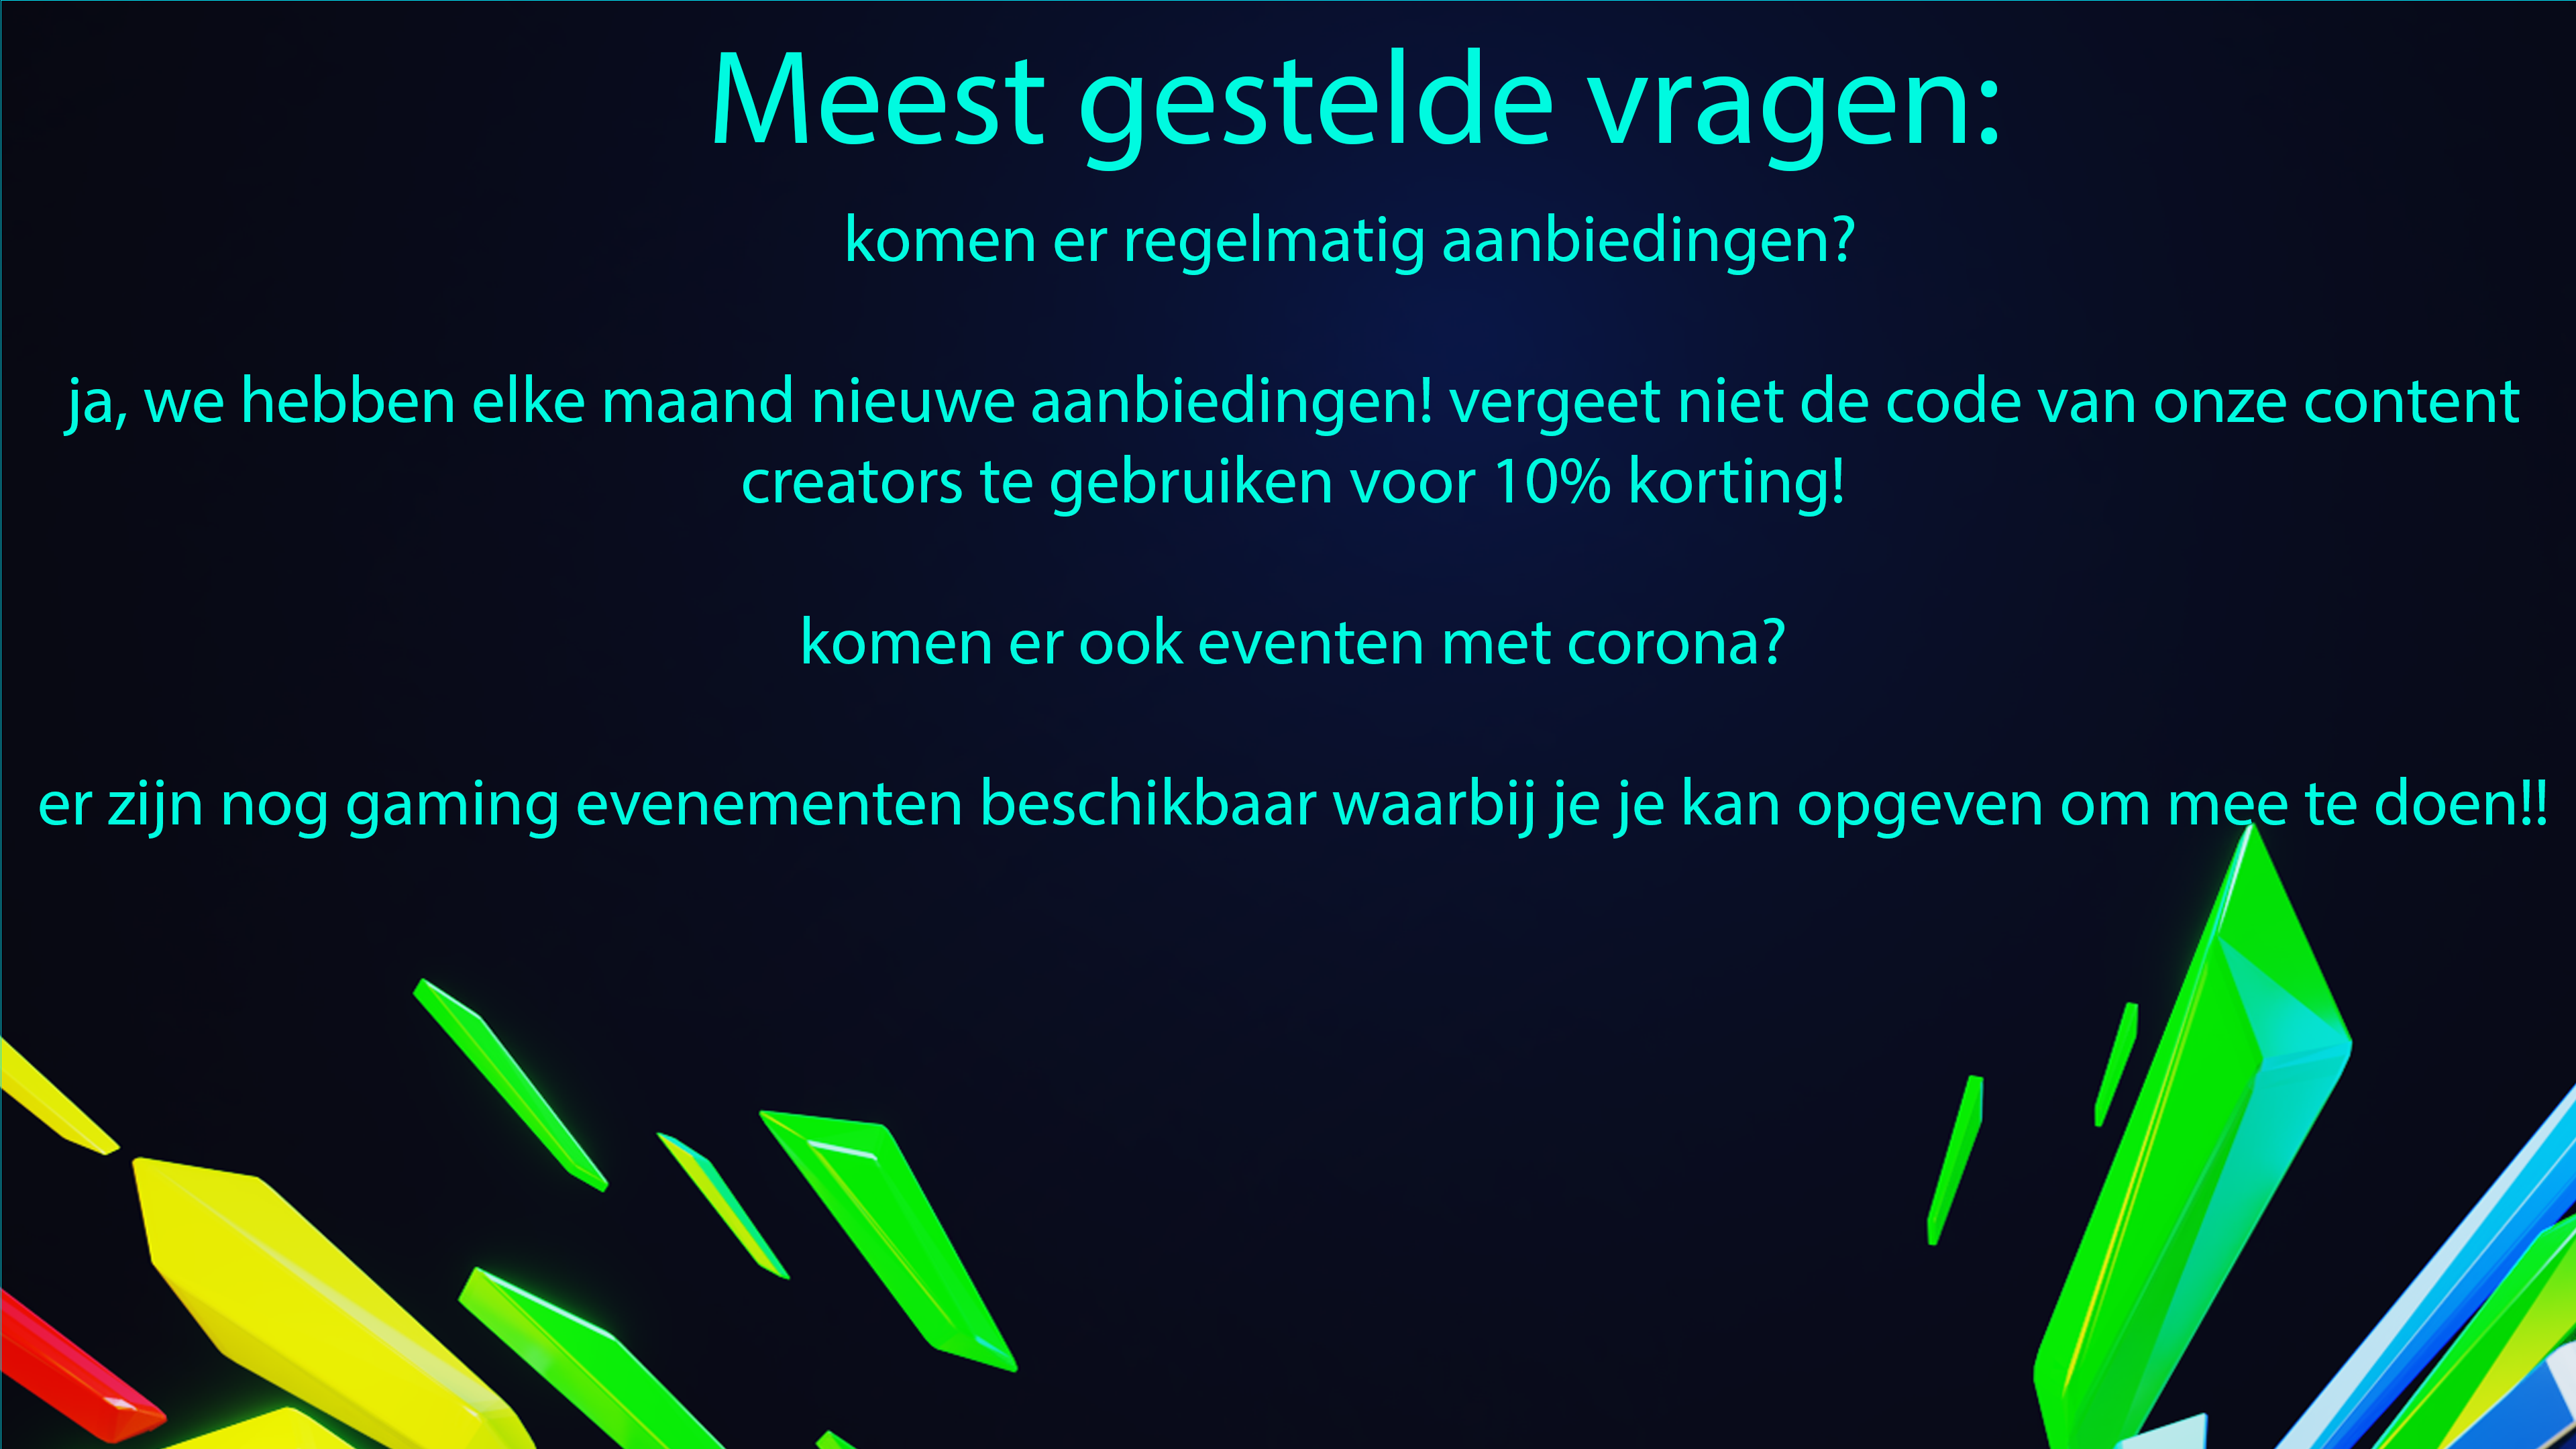 Meest gestelde vragen:
komen er regelmatig aanbiedingen?
ja, we hebben elke maand nieuwe aanbiedingen! vergeet niet de code van onze content
creators te gebruiken voor 10% korting!
komen er ook eventen met corona?
er zijn nog gaming evenementen beschikbaar waarbij je je kan opgeven om mee te doen!!